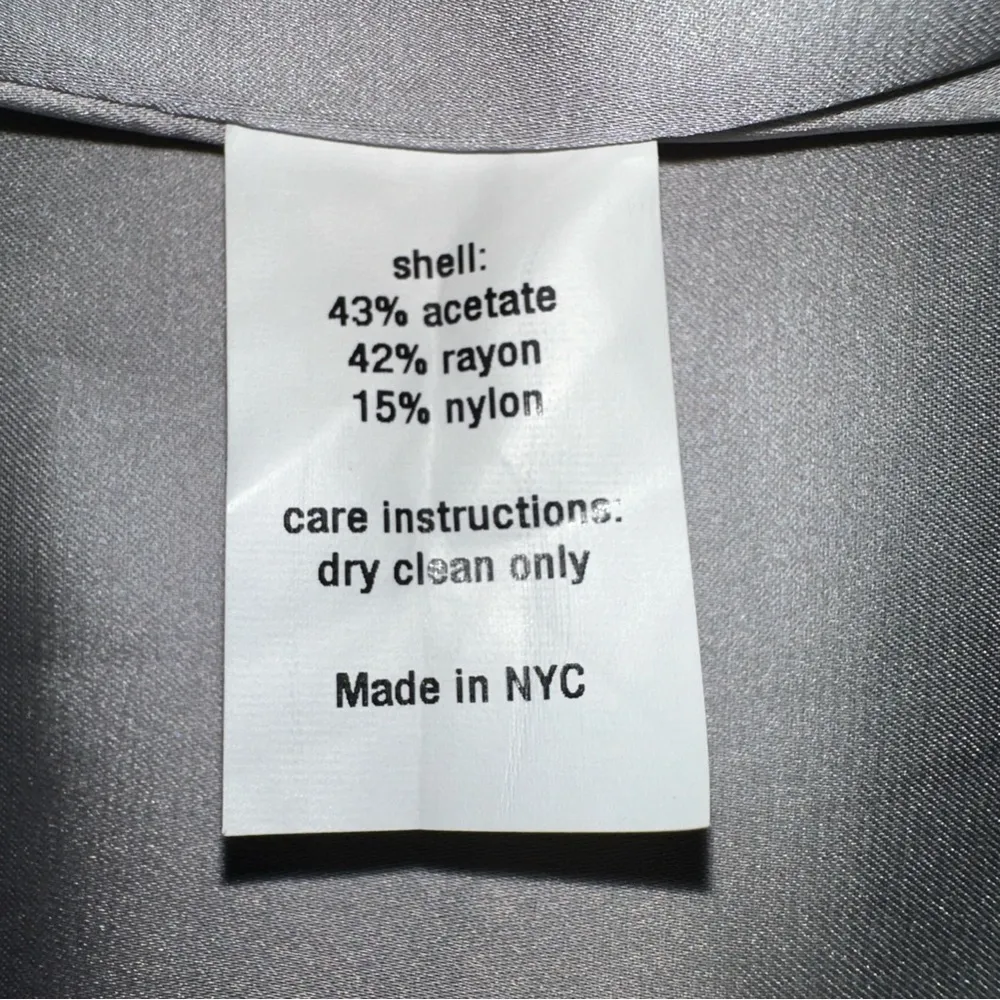 shell:
43% acetate
42% rayon
15% nylon
care instructions:
dry clean only
Made in NYC